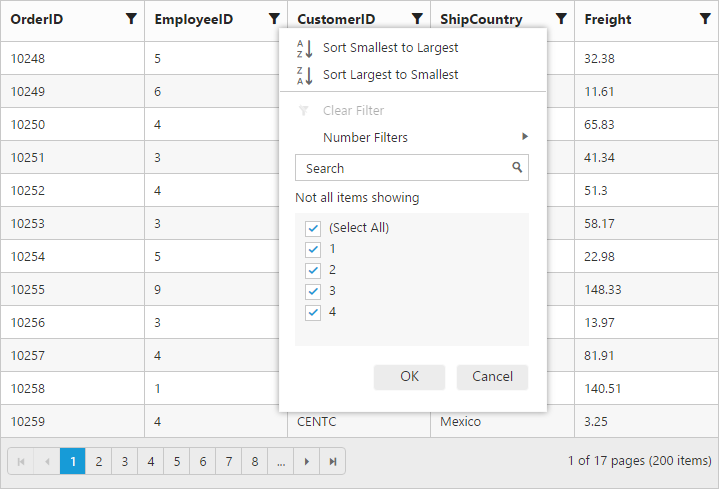 OrderID EmployeeID CustomerID ShipCountry Freight
10248 5 32.38
10249 6 11.61
10250 4 65.83
10251 3 41.34
10252 4 51.3
10253 3 58.17
10254 5 22.98
10255 9 148.33
10256 3 13.97
10257 4 81.91
10258 1 140.51
10259 4 CENTC Mexico 3.25
A Z Sort Smallest to Largest
Z A Sort Largest to Smallest
Clear Filter
Number Filters
Search
Not all items showing
(Select All)
1
2
3
4
OK Cancel
1 2 3 4 5 6 7 8 ... 1 of 17 pages (200 items)